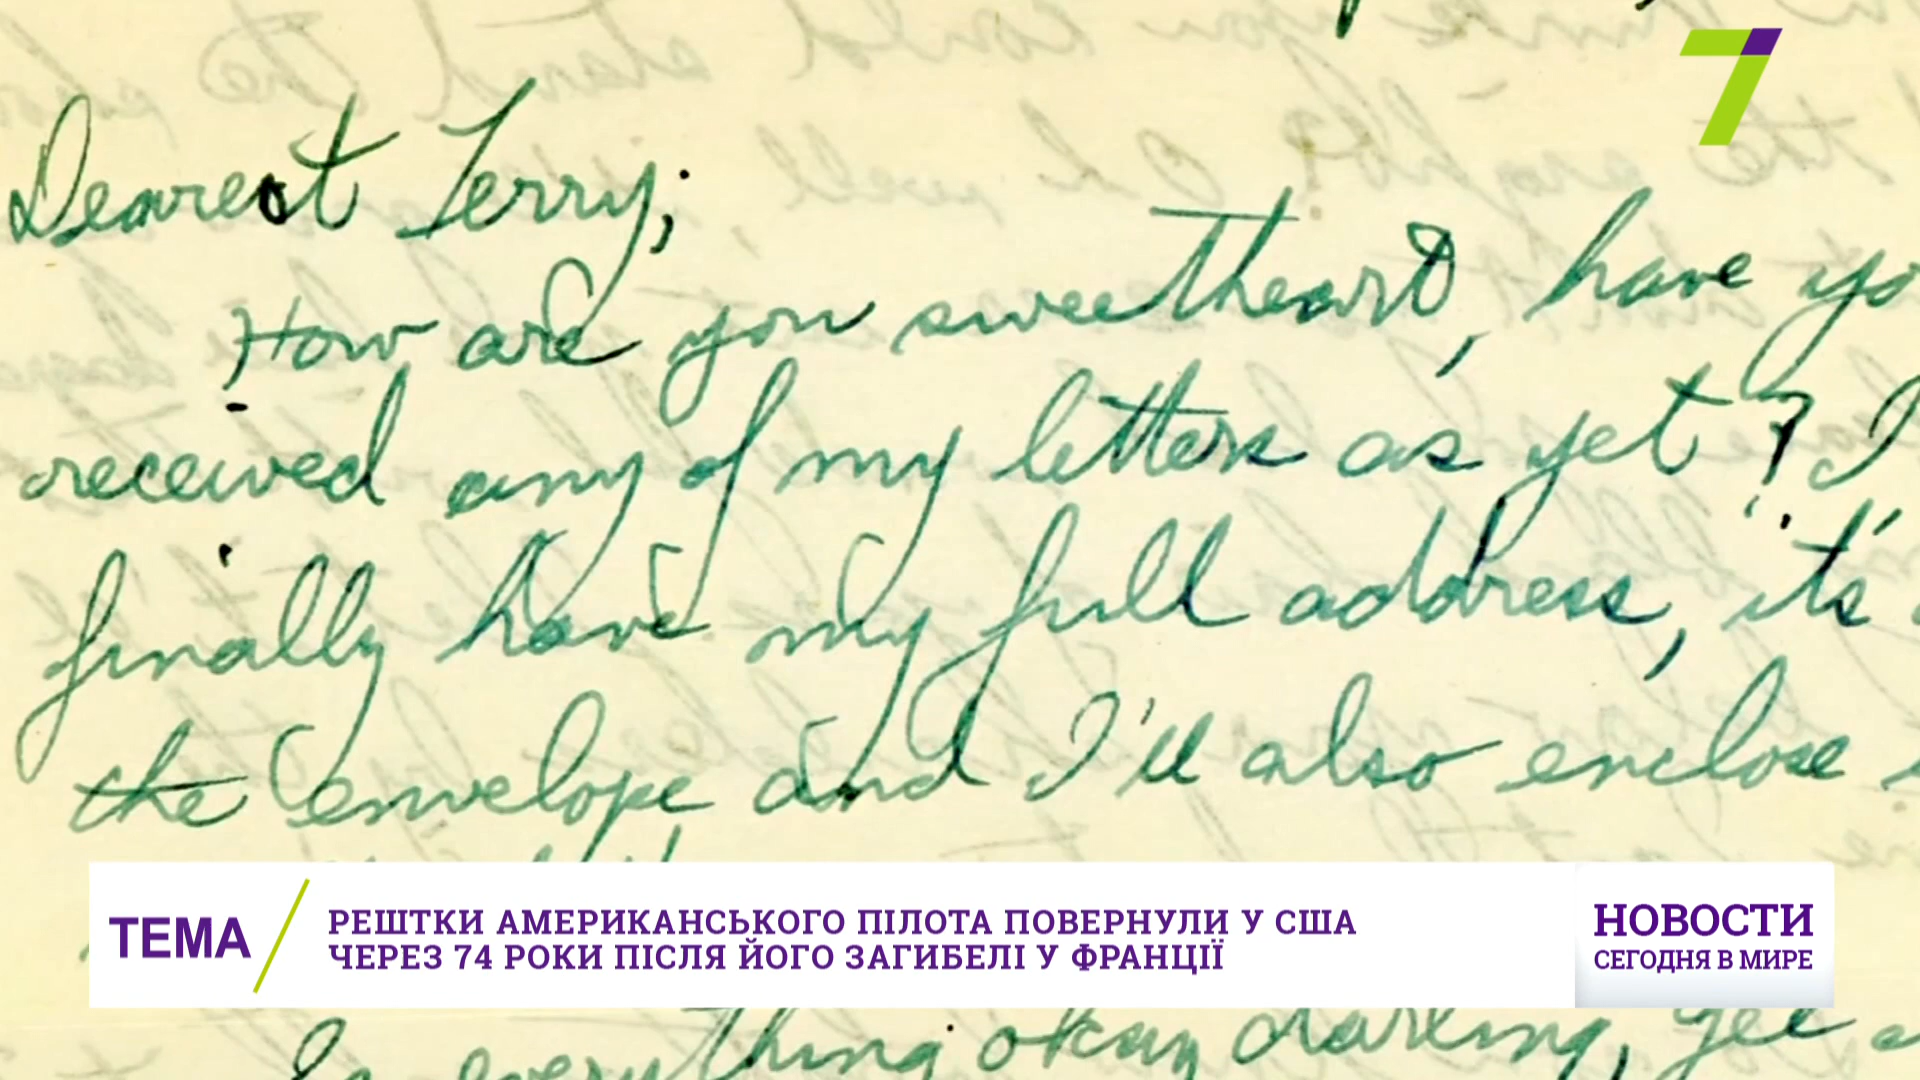 7
Dearest Terry;
How are you sweetheart, have yo
received any of my letters as yet? I
finally have my full address, it's
the envelope, and I'll also enclose
ТЕМА
РЕШТКИ АМЕРИКАНСЬКОГО ПІЛОТА ПОВЕРНУЛИ У США
ЧЕРЕЗ 74 РОКИ ПІСЛЯ ЙОГО ЗАГИБЕЛІ У ФРАНЦІЇ
НОВОСТИ
СЕГОДНЯ В МИРЕ
Is everything okay darling, get